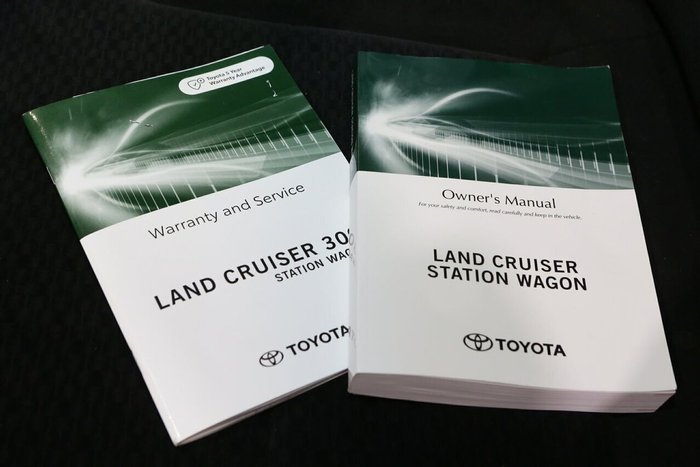 Toyota 5 Year
Warranty Advantage
Warranty and Service
LAND CRUISER 30
STATION WAG
TOYOTA
Owner's Manual
For your safety and comfort, read carefully and keep in the vehicle.
LAND CRUISER
STATION WAGON
TOYOTA